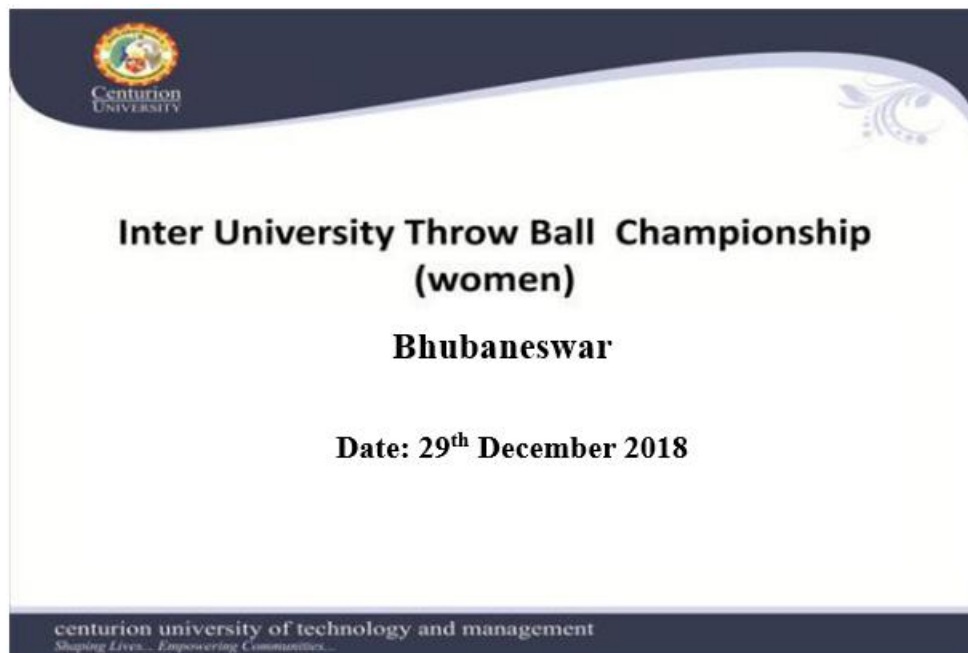 Centurion
UNIVERSITY
Inter University Throw Ball Championship
(women)
Bhubaneswar
Date: 29th December 2018
centurion university of technology and management
Shaping Lives... Empowering Communities...